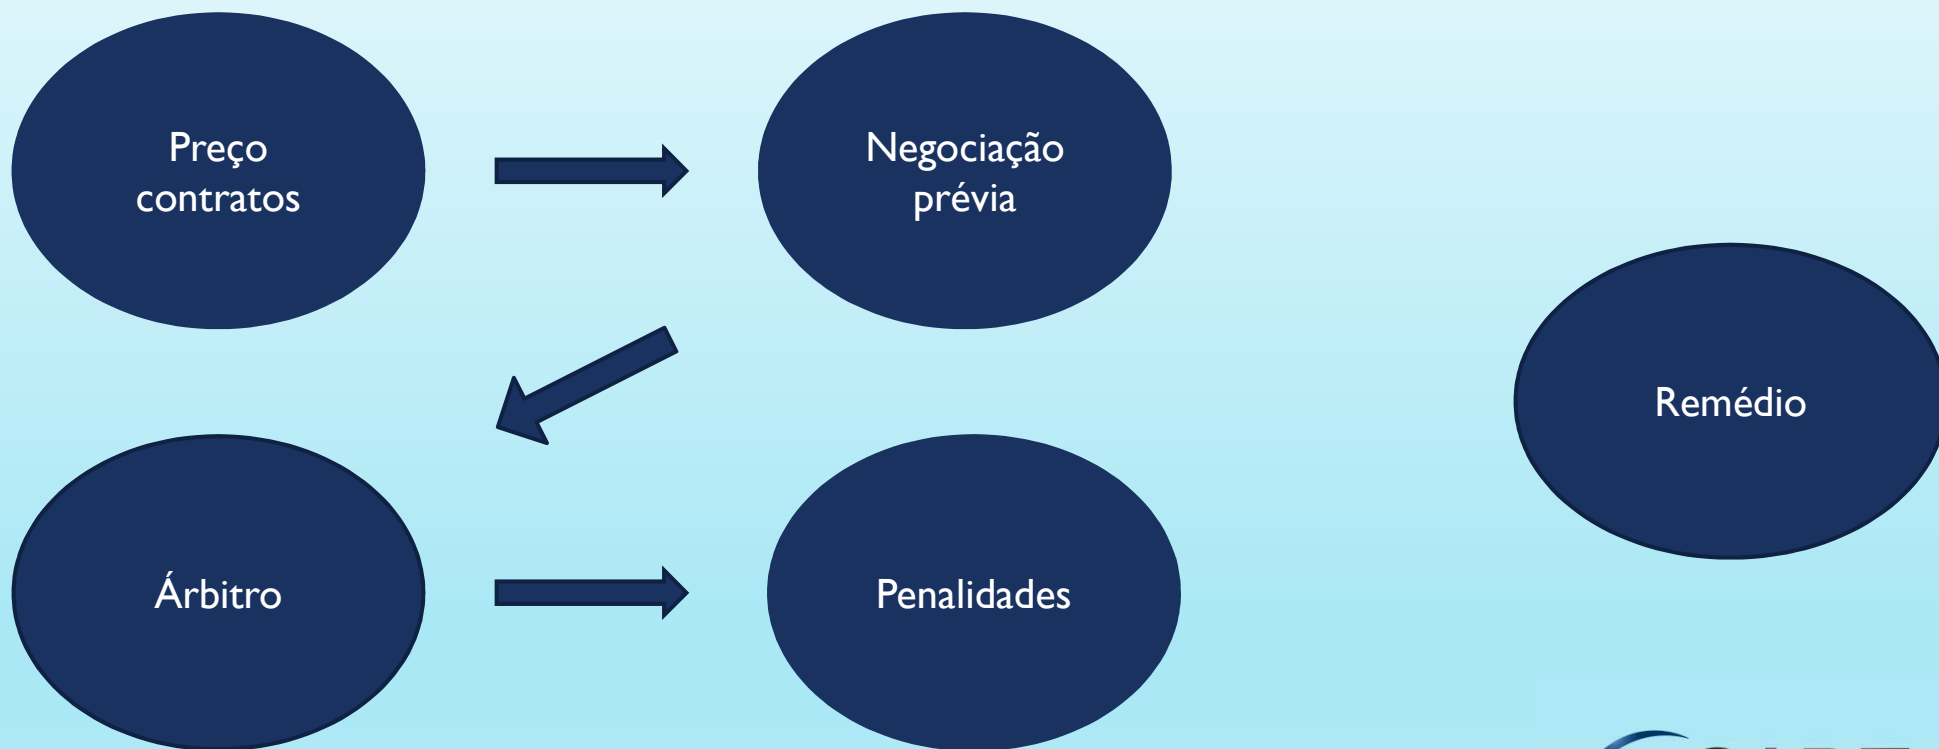 Preço
contratos
Negociação
prévia
Remédio
Árbitro
Penalidades